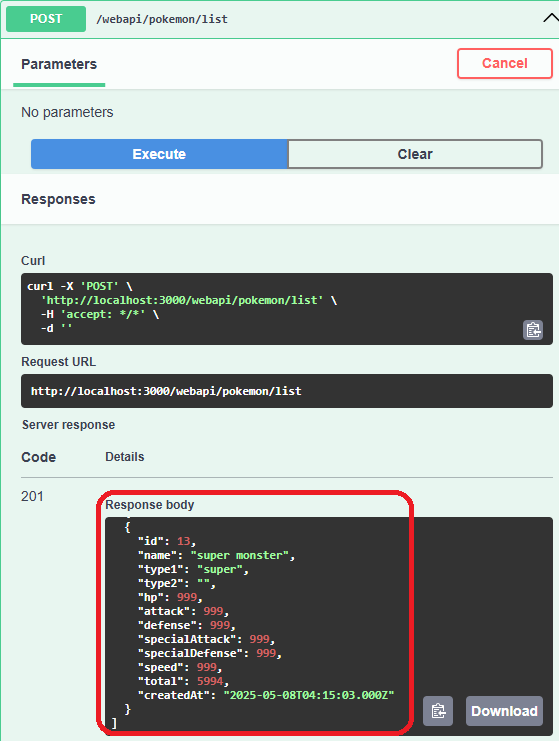 POST /webapi/pokemon/list
Parameters
Cancel
No parameters
Execute
Clear
Responses
Curl
curl -X 'POST' \
  'http://localhost:3000/webapi/pokemon/list' \
  -H 'accept: */*' \
  -d ''
Request URL
http://localhost:3000/webapi/pokemon/list
Server response
Code
Details
201
Response body
  {
    "id": 13,
    "name": "super monster",
    "type1": "super",
    "type2": "",
    "hp": 999,
    "attack": 999,
    "defense": 999,
    "specialAttack": 999,
    "specialDefense": 999,
    "speed": 999,
    "total": 5994,
    "createdAt": "2025-05-08T04:15:03.000Z"
  }
]
Download